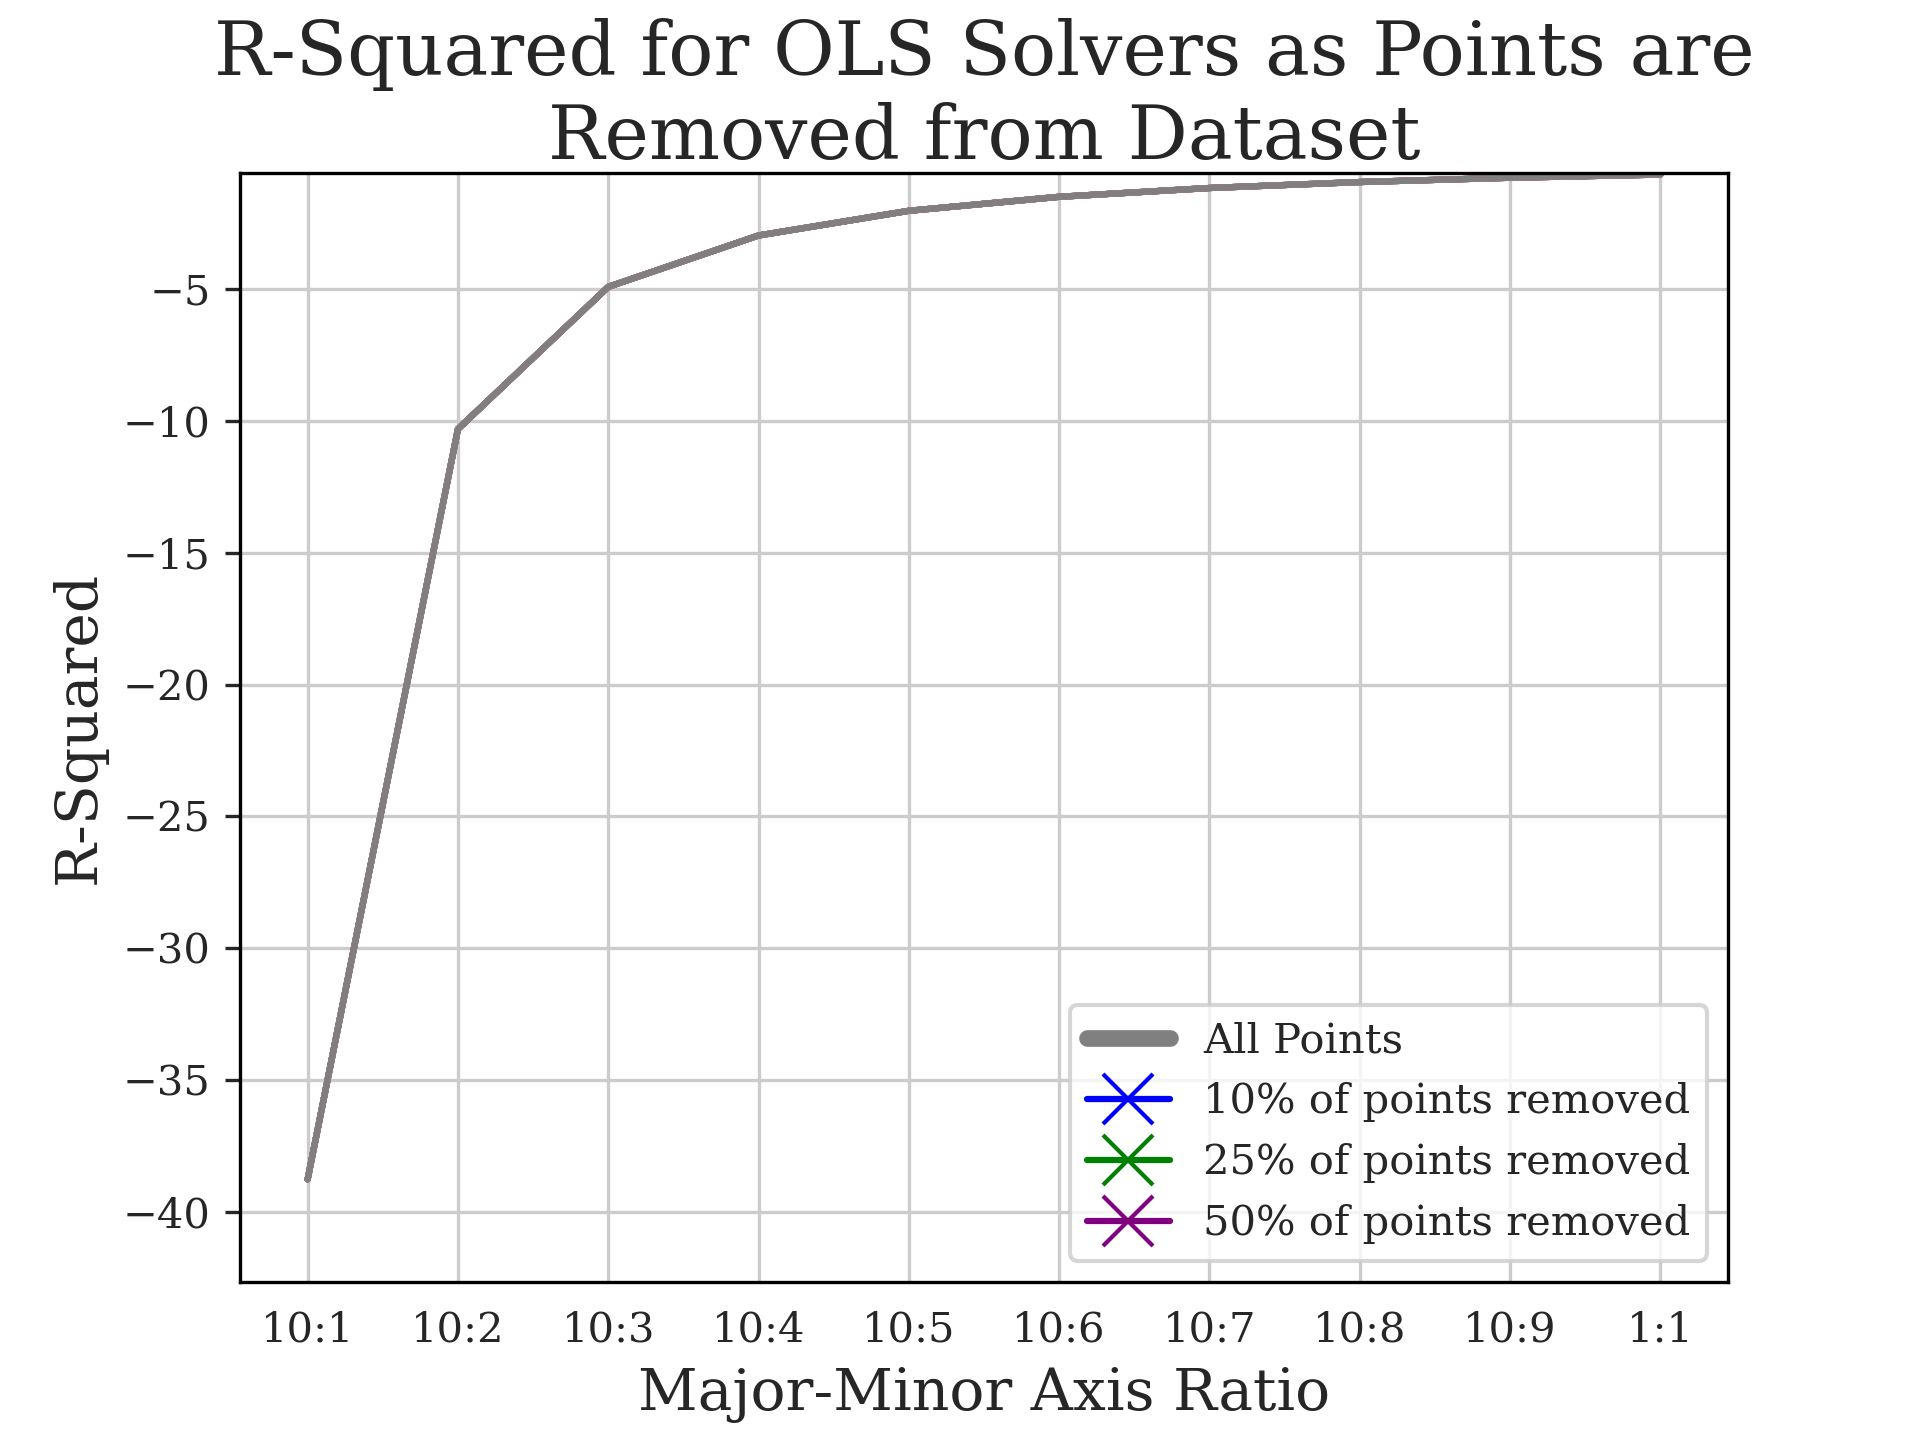 R-Squared for OLS Solvers as Points are
Removed from Dataset
R-Squared
−5
−10
−15
−20
−25
−30
−35
−40
All Points
10% of points removed
25% of points removed
50% of points removed
10:1 10:2 10:3 10:4 10:5 10:6 10:7 10:8 10:9 1:1
Major-Minor Axis Ratio